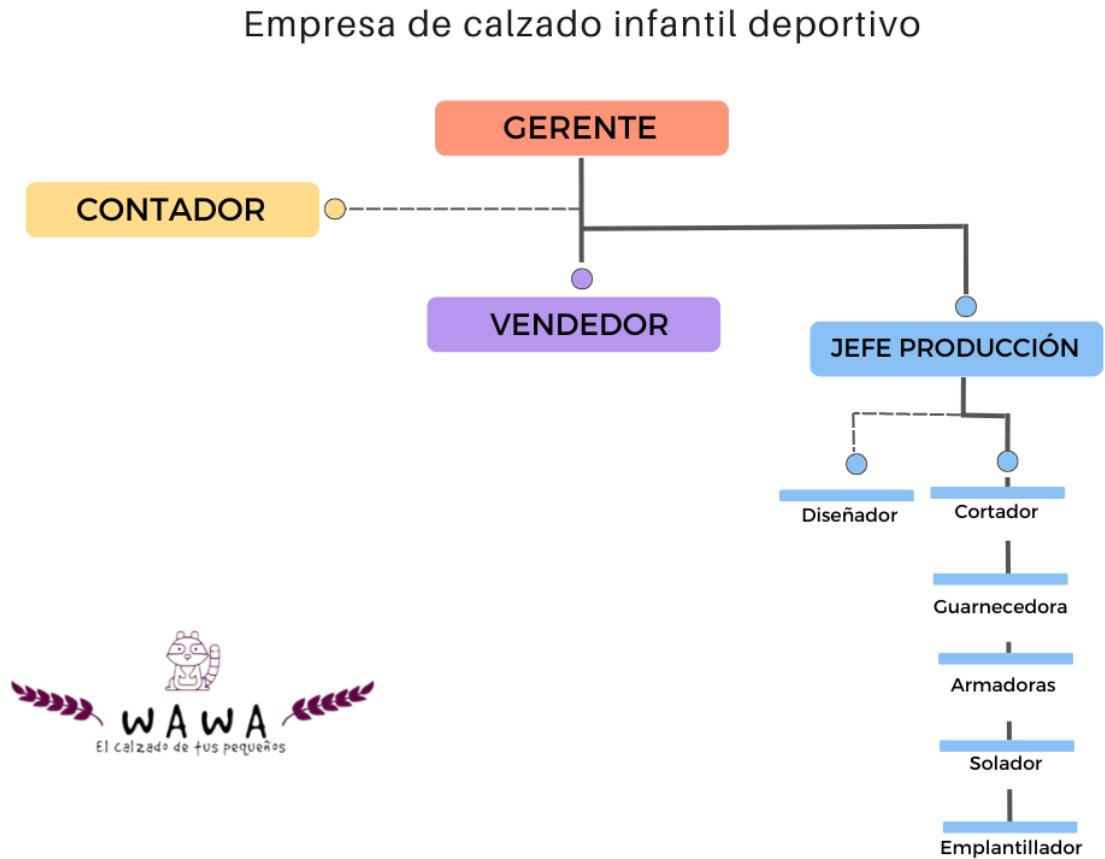 Empresa de calzado infantil deportivo
GERENTE
CONTADOR
VENDEDOR
JEFE PRODUCCIÓN
Diseñador
Cortador
Guarnecedora
Armadoras
Solador
Emplantillador
WAWA
El calzado de tus pequeños